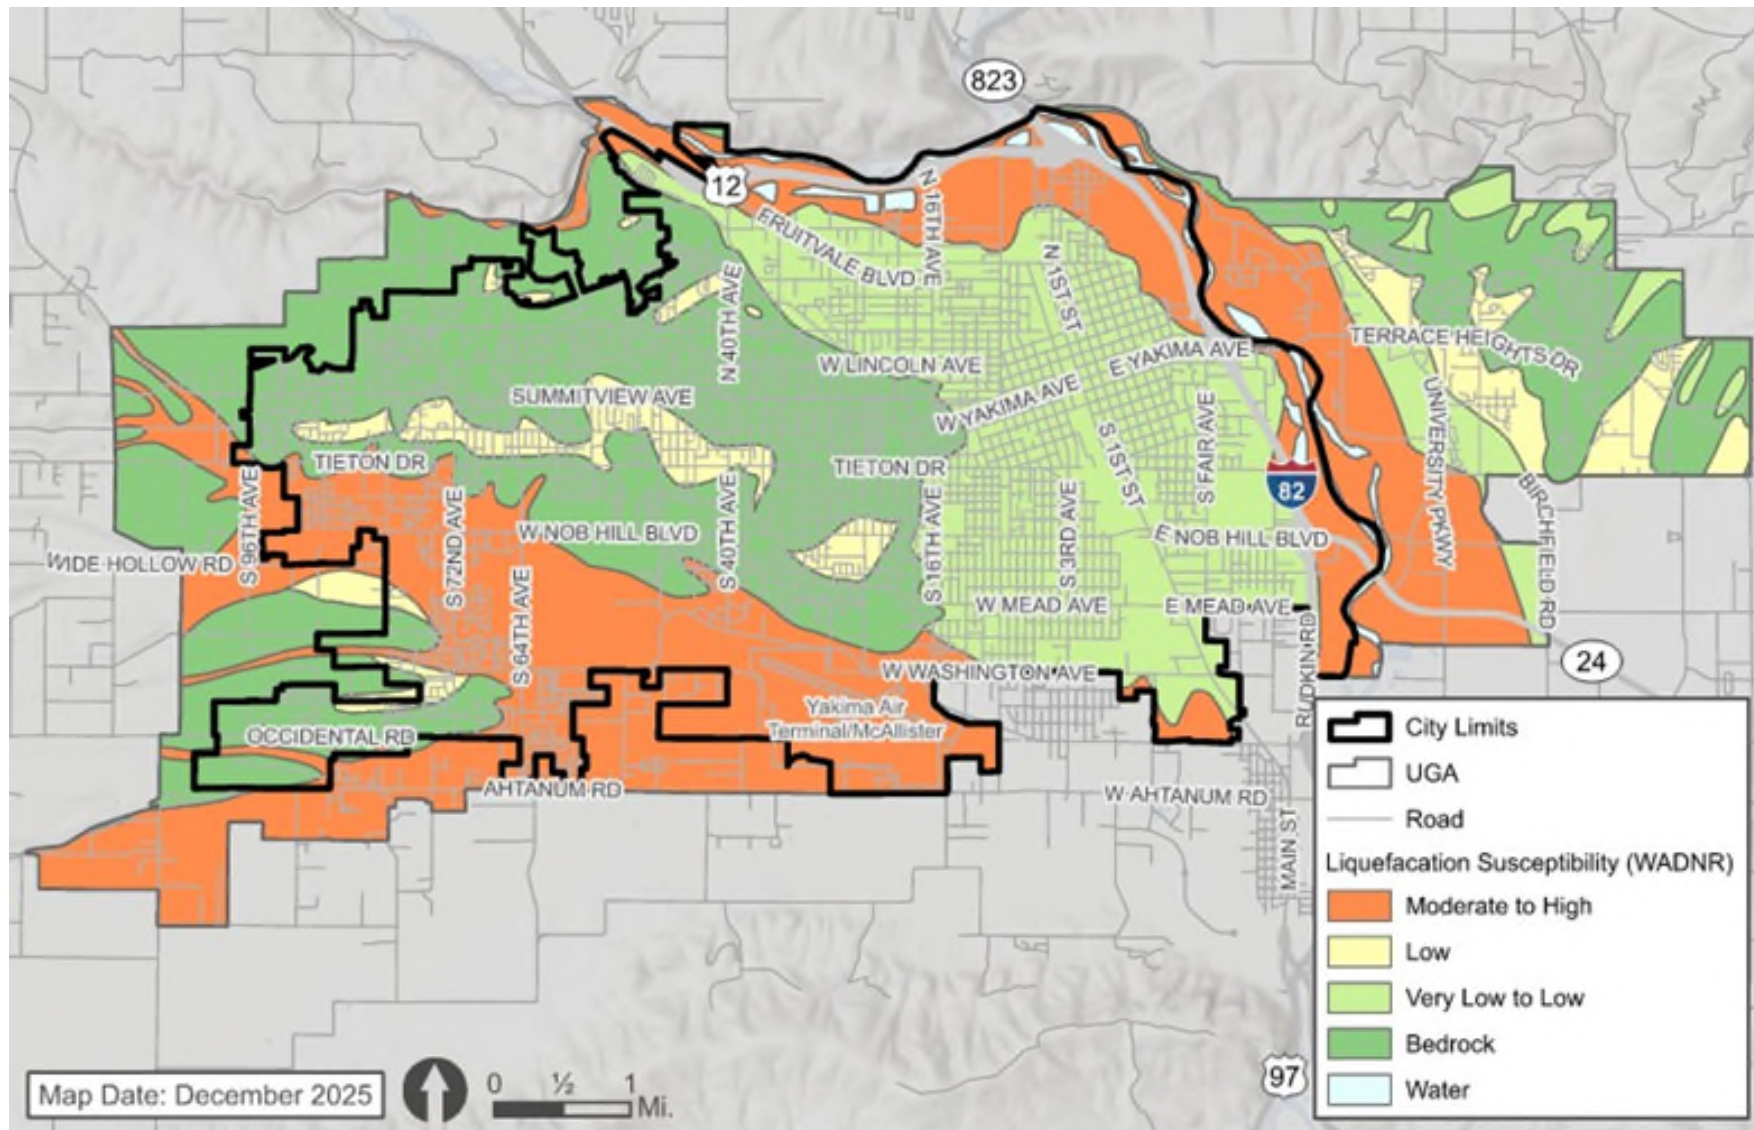 823
12
N 16TH AVE
FRUITVALE BLVD
N 1ST ST
N 40TH AVE
TERRACE HEIGHTS DR
E YAKIMA AVE
W LINCOLN AVE
SUMMITVIEW AVE
W YAKIMA AVE
UNIVERSITY PKWY
S FAIR AVE
S 1ST ST
TIETON DR
TIETON DR
82
S 96TH AVE
S 72ND AVE
S 40TH AVE
S 16TH AVE
S 3RD AVE
BIRCHFIELD RD
W NOB HILL BLVD
E NOB HILL BLVD
WIDE HOLLOW RD
S 64TH AVE
W MEAD AVE
E MEAD AVE
RUDKIN RD
24
W WASHINGTON AVE
Yakima Air
Terminal/McAllister
OCCIDENTAL RD
AHTANUM RD
W AHTANUM RD
MAIN ST
97
City Limits
UGA
Road
Liquefacation Susceptibility (WADNR)
Moderate to High
Low
Very Low to Low
Bedrock
Water
Map Date: December 2025
0 ½ 1
Mi.